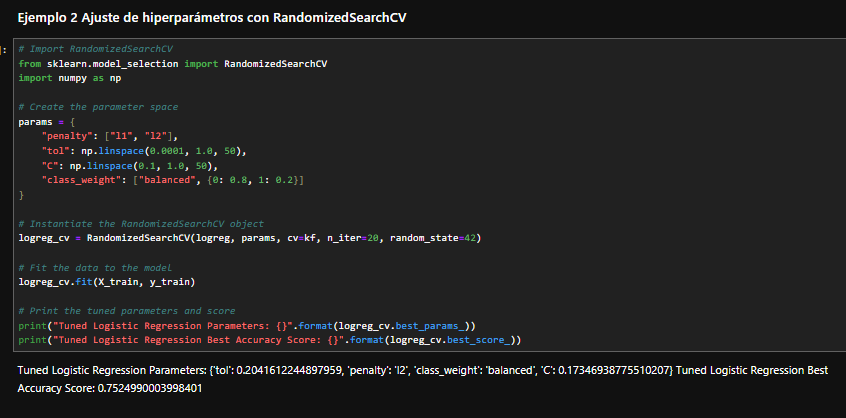 Ejemplo 2 Ajuste de hiperparámetros con RandomizedSearchCV
]:
# Import RandomizedSearchCV
from sklearn.model_selection import RandomizedSearchCV
import numpy as np
# Create the parameter space
params = {
    "penalty": ["l1", "l2"],
    "tol": np.linspace(0.0001, 1.0, 50),
    "C": np.linspace(0.1, 1.0, 50),
    "class_weight": ["balanced", {0: 0.8, 1: 0.2}]
}
# Instantiate the RandomizedSearchCV object
logreg_cv = RandomizedSearchCV(logreg, params, cv=kf, n_iter=20, random_state=42)
# Fit the data to the model
logreg_cv.fit(X_train, y_train)
# Print the tuned parameters and score
print("Tuned Logistic Regression Parameters: {}".format(logreg_cv.best_params_))
print("Tuned Logistic Regression Best Accuracy Score: {}".format(logreg_cv.best_score_))
Tuned Logistic Regression Parameters: {'tol': 0.2041612244897959, 'penalty': 'l2', 'class_weight': 'balanced', 'C': 0.17346938775510207} Tuned Logistic Regression Best
Accuracy Score: 0.7524990003998401